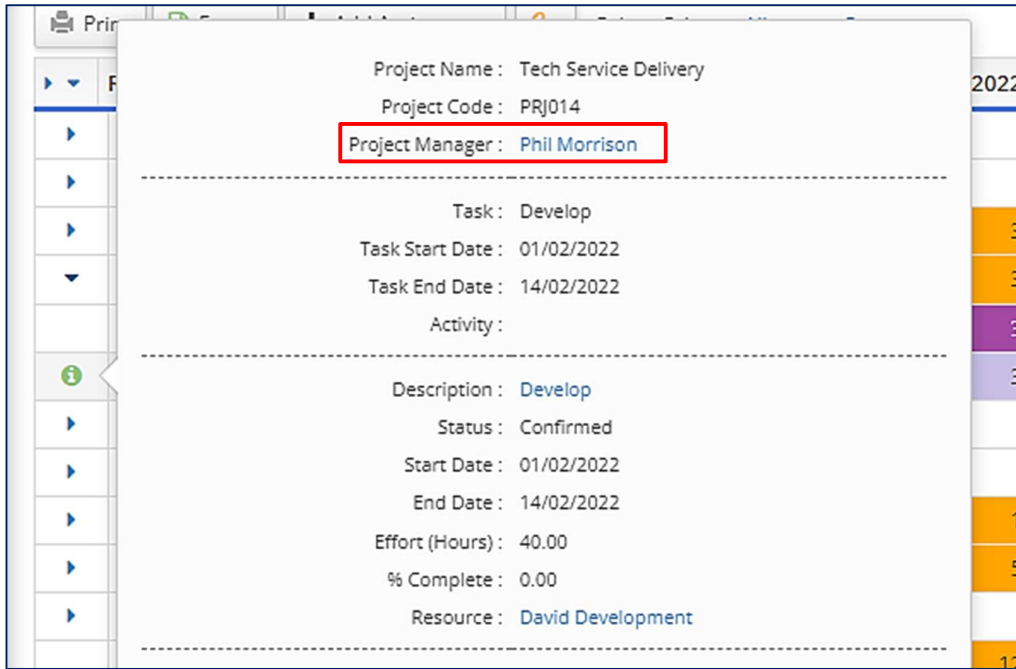 Project Name : Tech Service Delivery
2022
Project Code : PRJ014
Project Manager : Phil Morrison
Task : Develop
Task Start Date : 01/02/2022
Task End Date : 14/02/2022
Activity :
Description : Develop
Status : Confirmed
Start Date : 01/02/2022
End Date : 14/02/2022
Effort (Hours) : 40.00
% Complete : 0.00
Resource : David Development